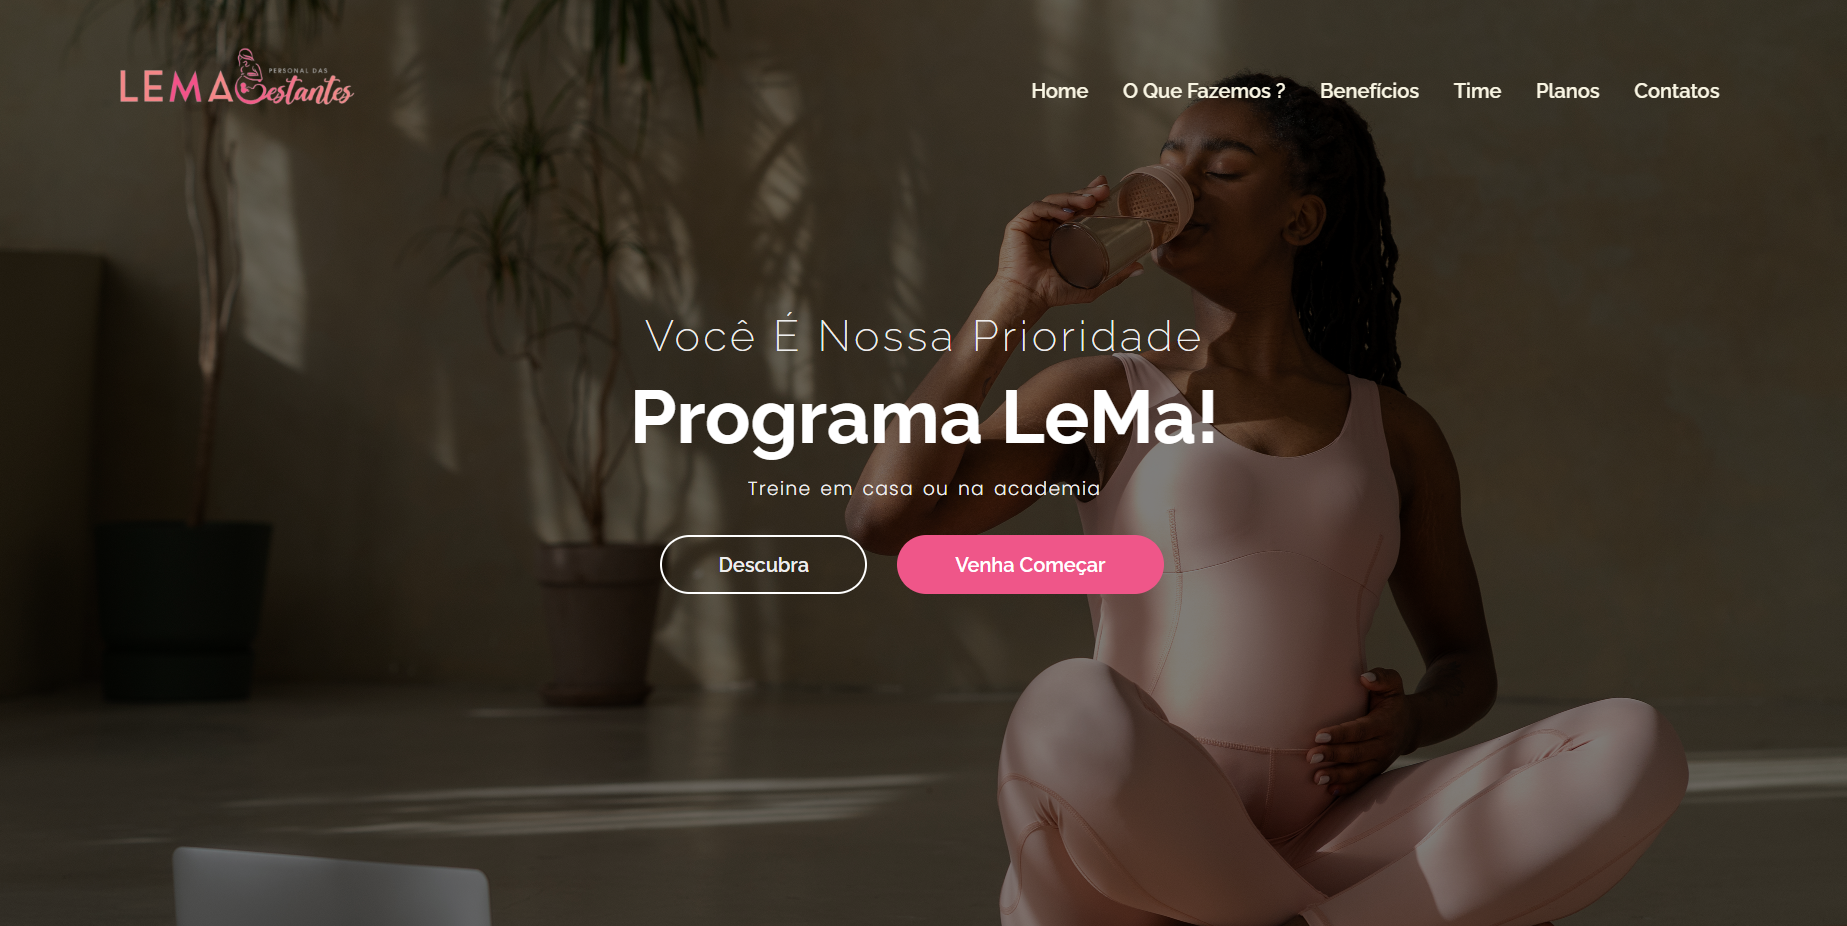 LEMA
PERSONAL DAS
Gestantes
Home
O Que Fazemos ?
Benefícios
Time
Planos
Contatos
Você É Nossa Prioridade
Programa LeMa!
Treine em casa ou na academia
Descubra
Venha Começar